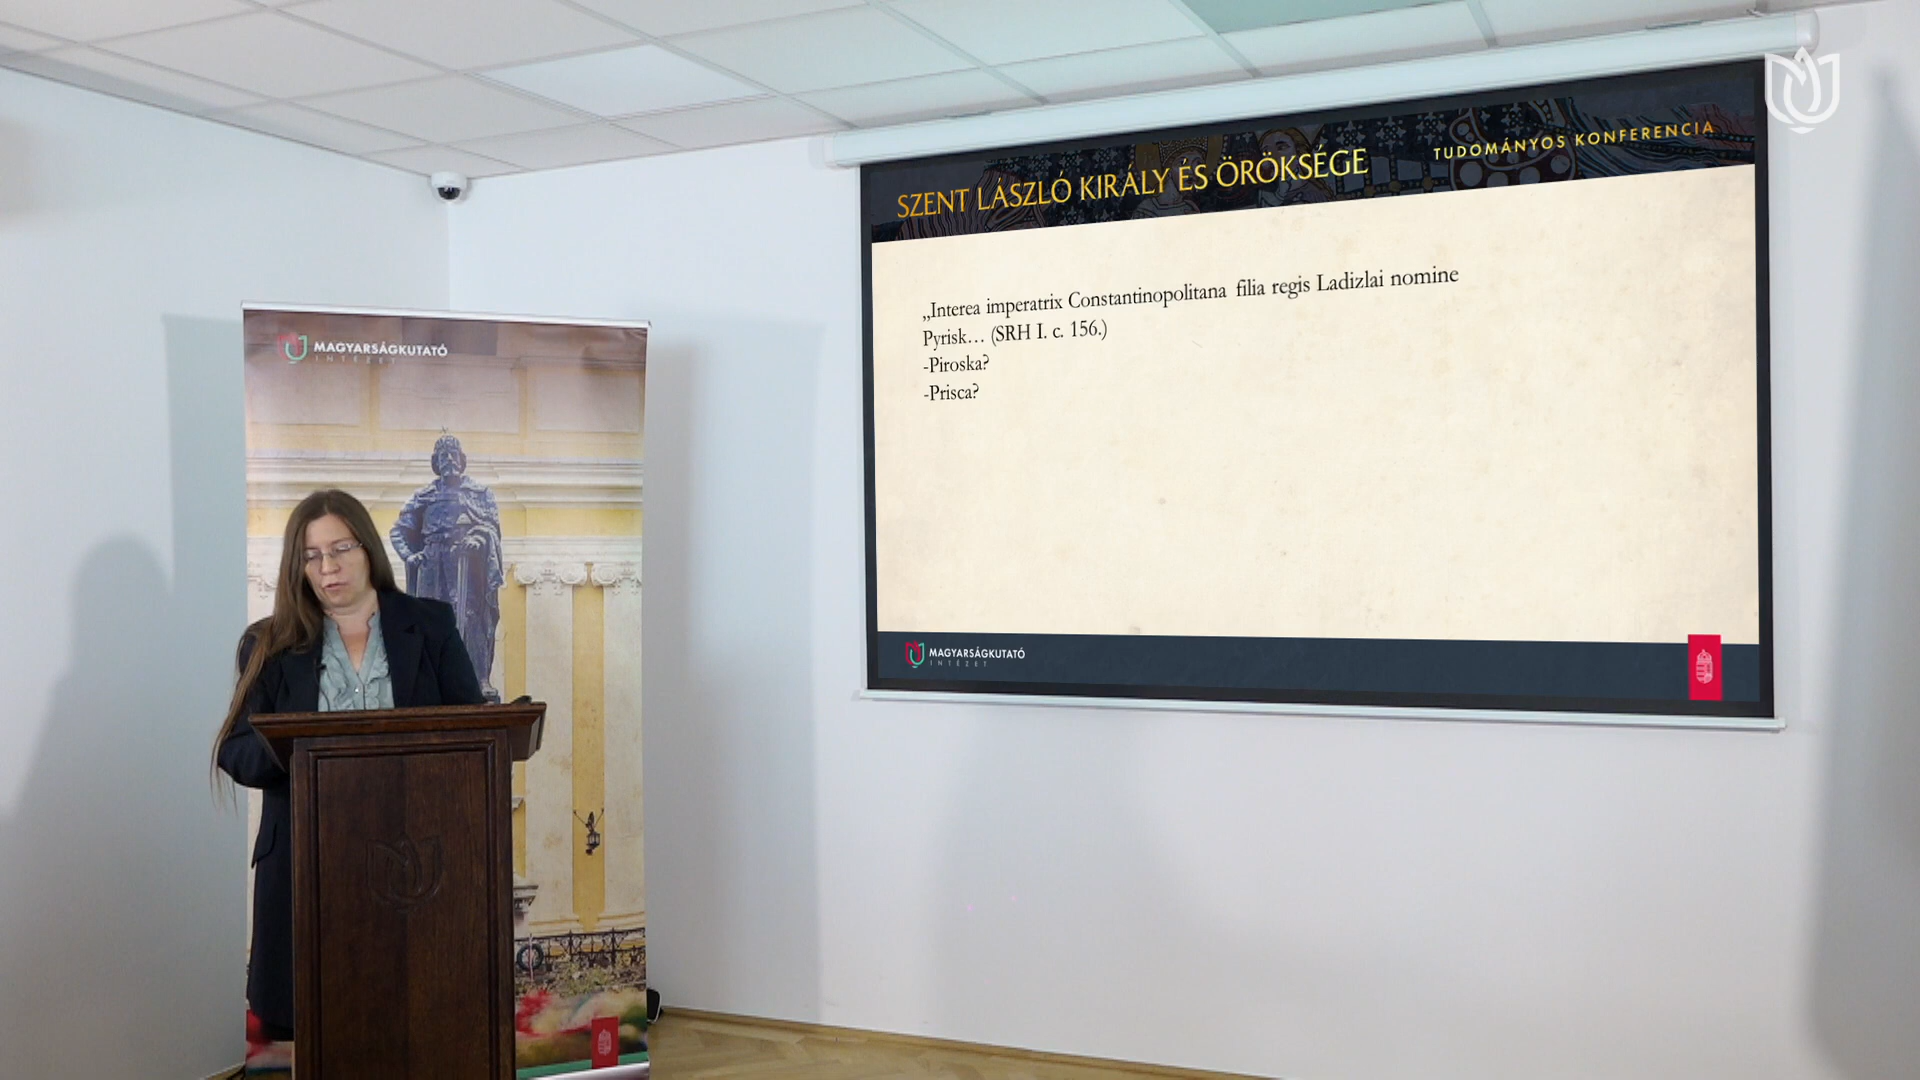 MAGYARSÁGKUTATÓ
INTÉZET
SZENT LÁSZLÓ KIRÁLY ÉS ÖRÖKSÉGE
TUDOMÁNYOS KONFERENCIA
„Interea imperatrix Constantinopolitana filia regis Ladizlai nomine
Pyrisk… (SRH I. c. 156.)
-Piroska?
-Prisca?
MAGYARSÁGKUTATÓ
INTÉZET